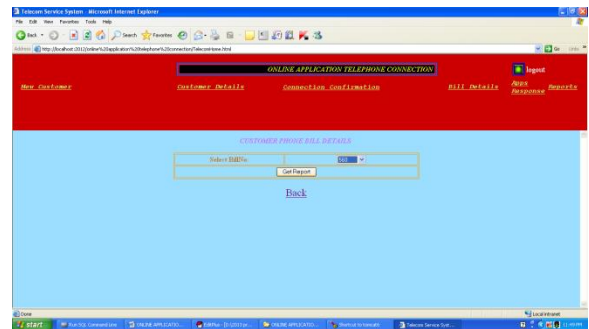 Telecom Service System - Microsoft Internet Explorer
File Edit View Favorites Tools Help
Back Search Favorites
Address http://localhost:2012/online%20application%20telephone%20connection/TelecomHome.html Go Links
ONLINE APPLICATION TELEPHONE CONNECTION
logout
New Customer Customer Details Connection Confirmation Bill Details Apps Response Reports
CUSTOMER PHONE BILL DETAILS
Select BillNo
Get Report
Back
Done Local intranet
start Run SQL Command Line ONLINE APPLICATIO... ONLINE APPLICATIO... Shortcut to tomcat6 Telecom Service Syst...